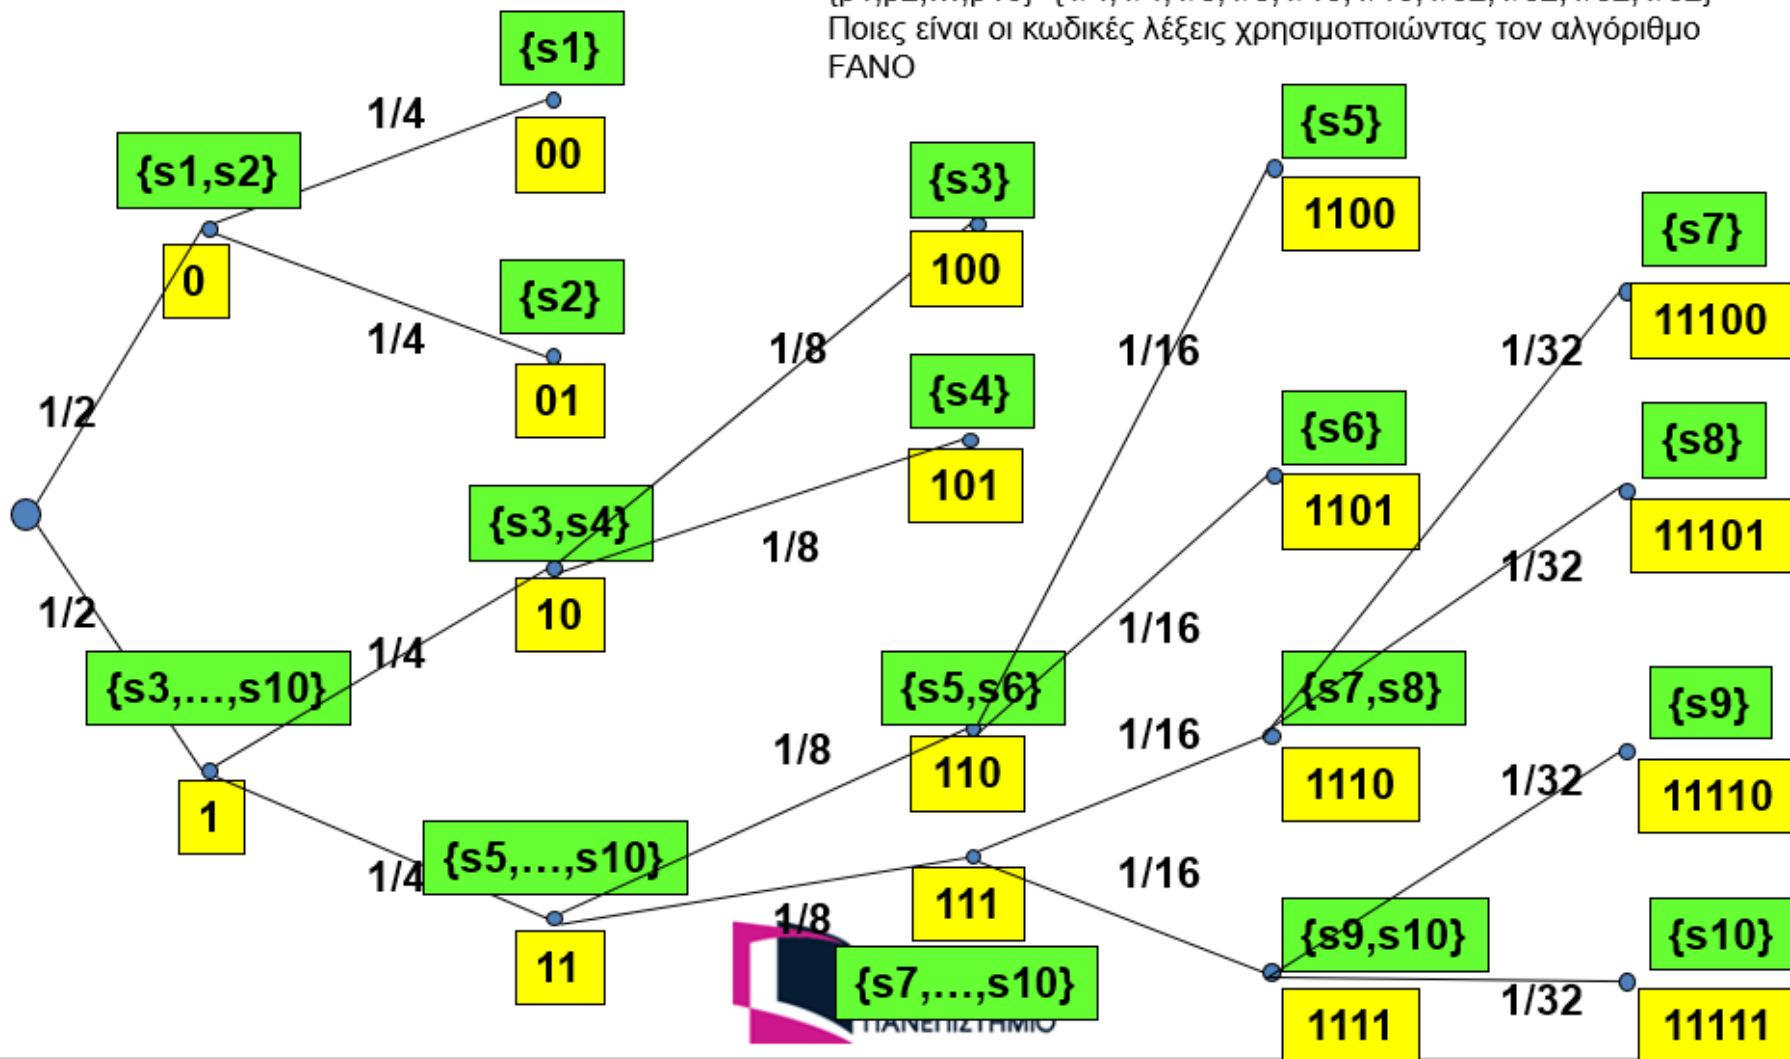 Ποιες είναι οι κωδικές λέξεις χρησιμοποιώντας τον αλγόριθμο
FANO
{s1}
1/4
00
{s1,s2}
0
{s2}
1/4
01
1/2
1/2
{s3}
100
1/8
{s4}
101
1/8
{s3,s4}
10
1/4
{s3,...,s10}
1
{s5}
1100
1/16
{s6}
1101
1/16
{s5,s6}
110
1/8
{s5,...,s10}
1/4
11
1/8
111
{s7,...,s10}
{s7}
11100
1/32
{s8}
11101
1/32
{s7,s8}
1/16
1110
{s9}
11110
1/32
1/16
{s9,s10}
1111
{s10}
1/32
11111
ΠΑΝΕΠΙΣΤΗΜΙΟ